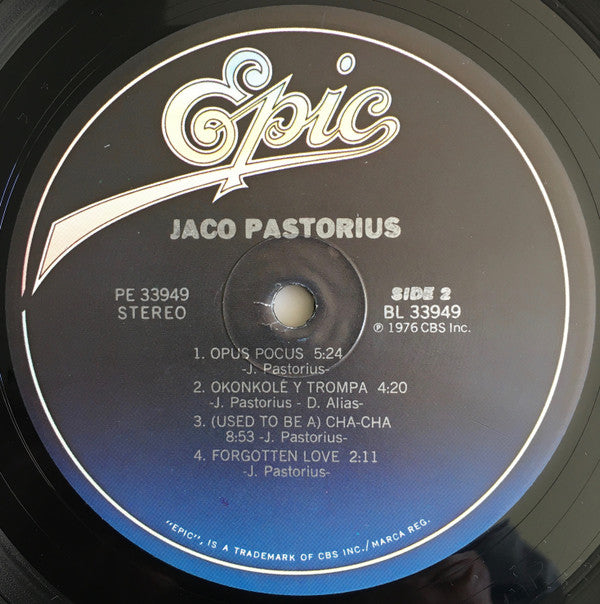 Epic
JACO PASTORIUS
PE 33949
STEREO
SIDE 2
BL 33949
℗ 1976 CBS Inc.
1. OPUS POCUS 5:24
-J. Pastorius-
2. OKONKOLÉ Y TROMPA 4:20
-J. Pastorius - D. Alias-
3. (USED TO BE A) CHA-CHA
8:53 -J. Pastorius-
4. FORGOTTEN LOVE 2:11
-J. Pastorius-
"EPIC", IS A TRADEMARK OF CBS INC./MARCA REG.